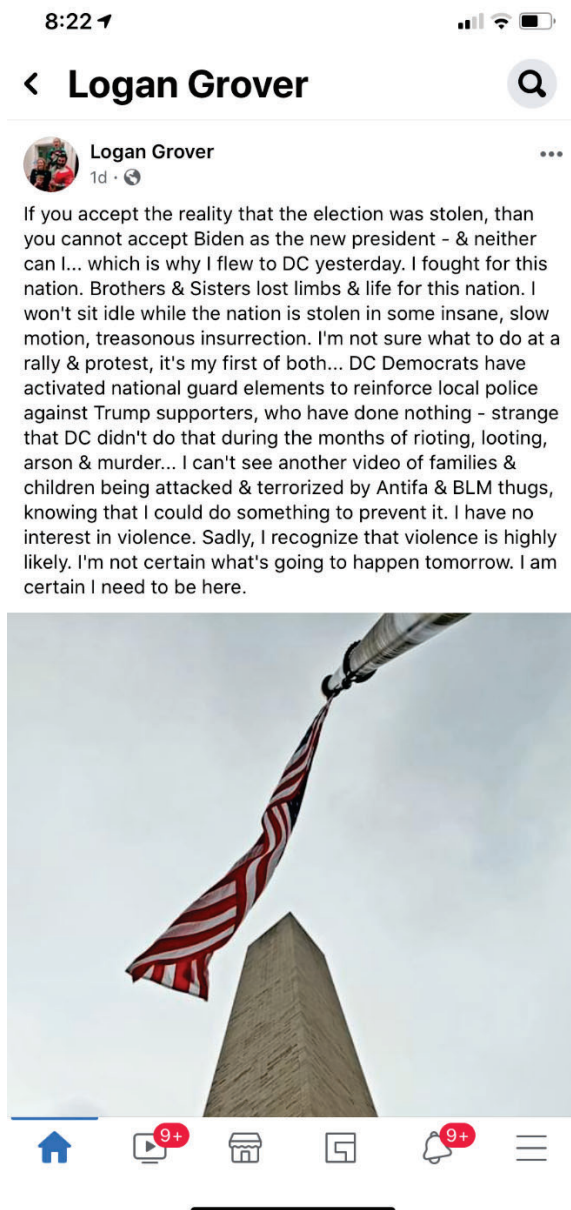 8:22
Logan Grover
Logan Grover
1d ·
If you accept the reality that the election was stolen, than
you cannot accept Biden as the new president - & neither
can I... which is why I flew to DC yesterday. I fought for this
nation. Brothers & Sisters lost limbs & life for this nation. I
won't sit idle while the nation is stolen in some insane, slow
motion, treasonous insurrection. I'm not sure what to do at a
rally & protest, it's my first of both... DC Democrats have
activated national guard elements to reinforce local police
against Trump supporters, who have done nothing - strange
that DC didn't do that during the months of rioting, looting,
arson & murder... I can't see another video of families &
children being attacked & terrorized by Antifa & BLM thugs,
knowing that I could do something to prevent it. I have no
interest in violence. Sadly, I recognize that violence is highly
likely. I'm not certain what's going to happen tomorrow. I am
certain I need to be here.
9+
9+